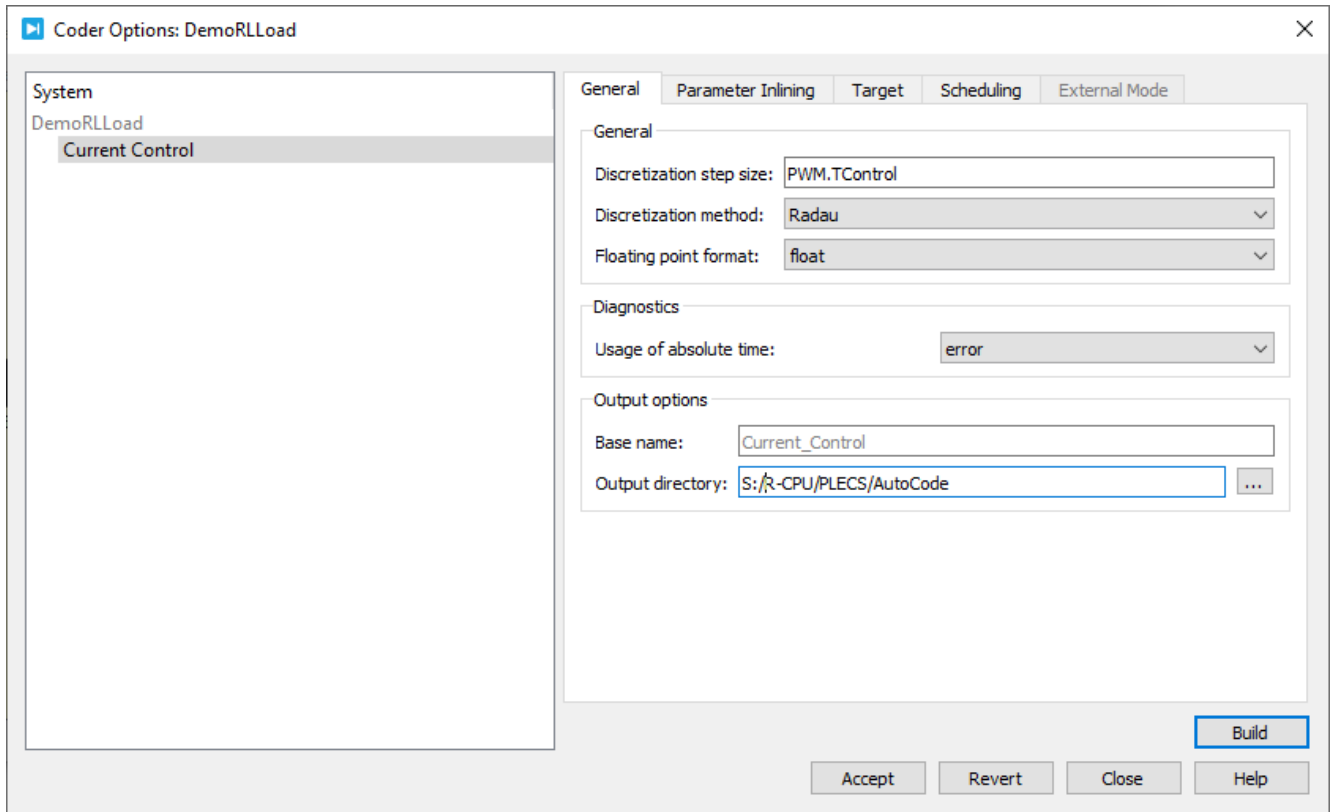 Coder Options: DemoRLLoad
System
DemoRLLoad
Current Control
General Parameter Inlining Target Scheduling External Mode
General
Discretization step size: PWM.TControl
Discretization method: Radau
Floating point format: float
Diagnostics
Usage of absolute time: error
Output options
Base name: Current_Control
Output directory: S:/R-CPU/PLECS/AutoCode ...
Build
Accept Revert Close Help